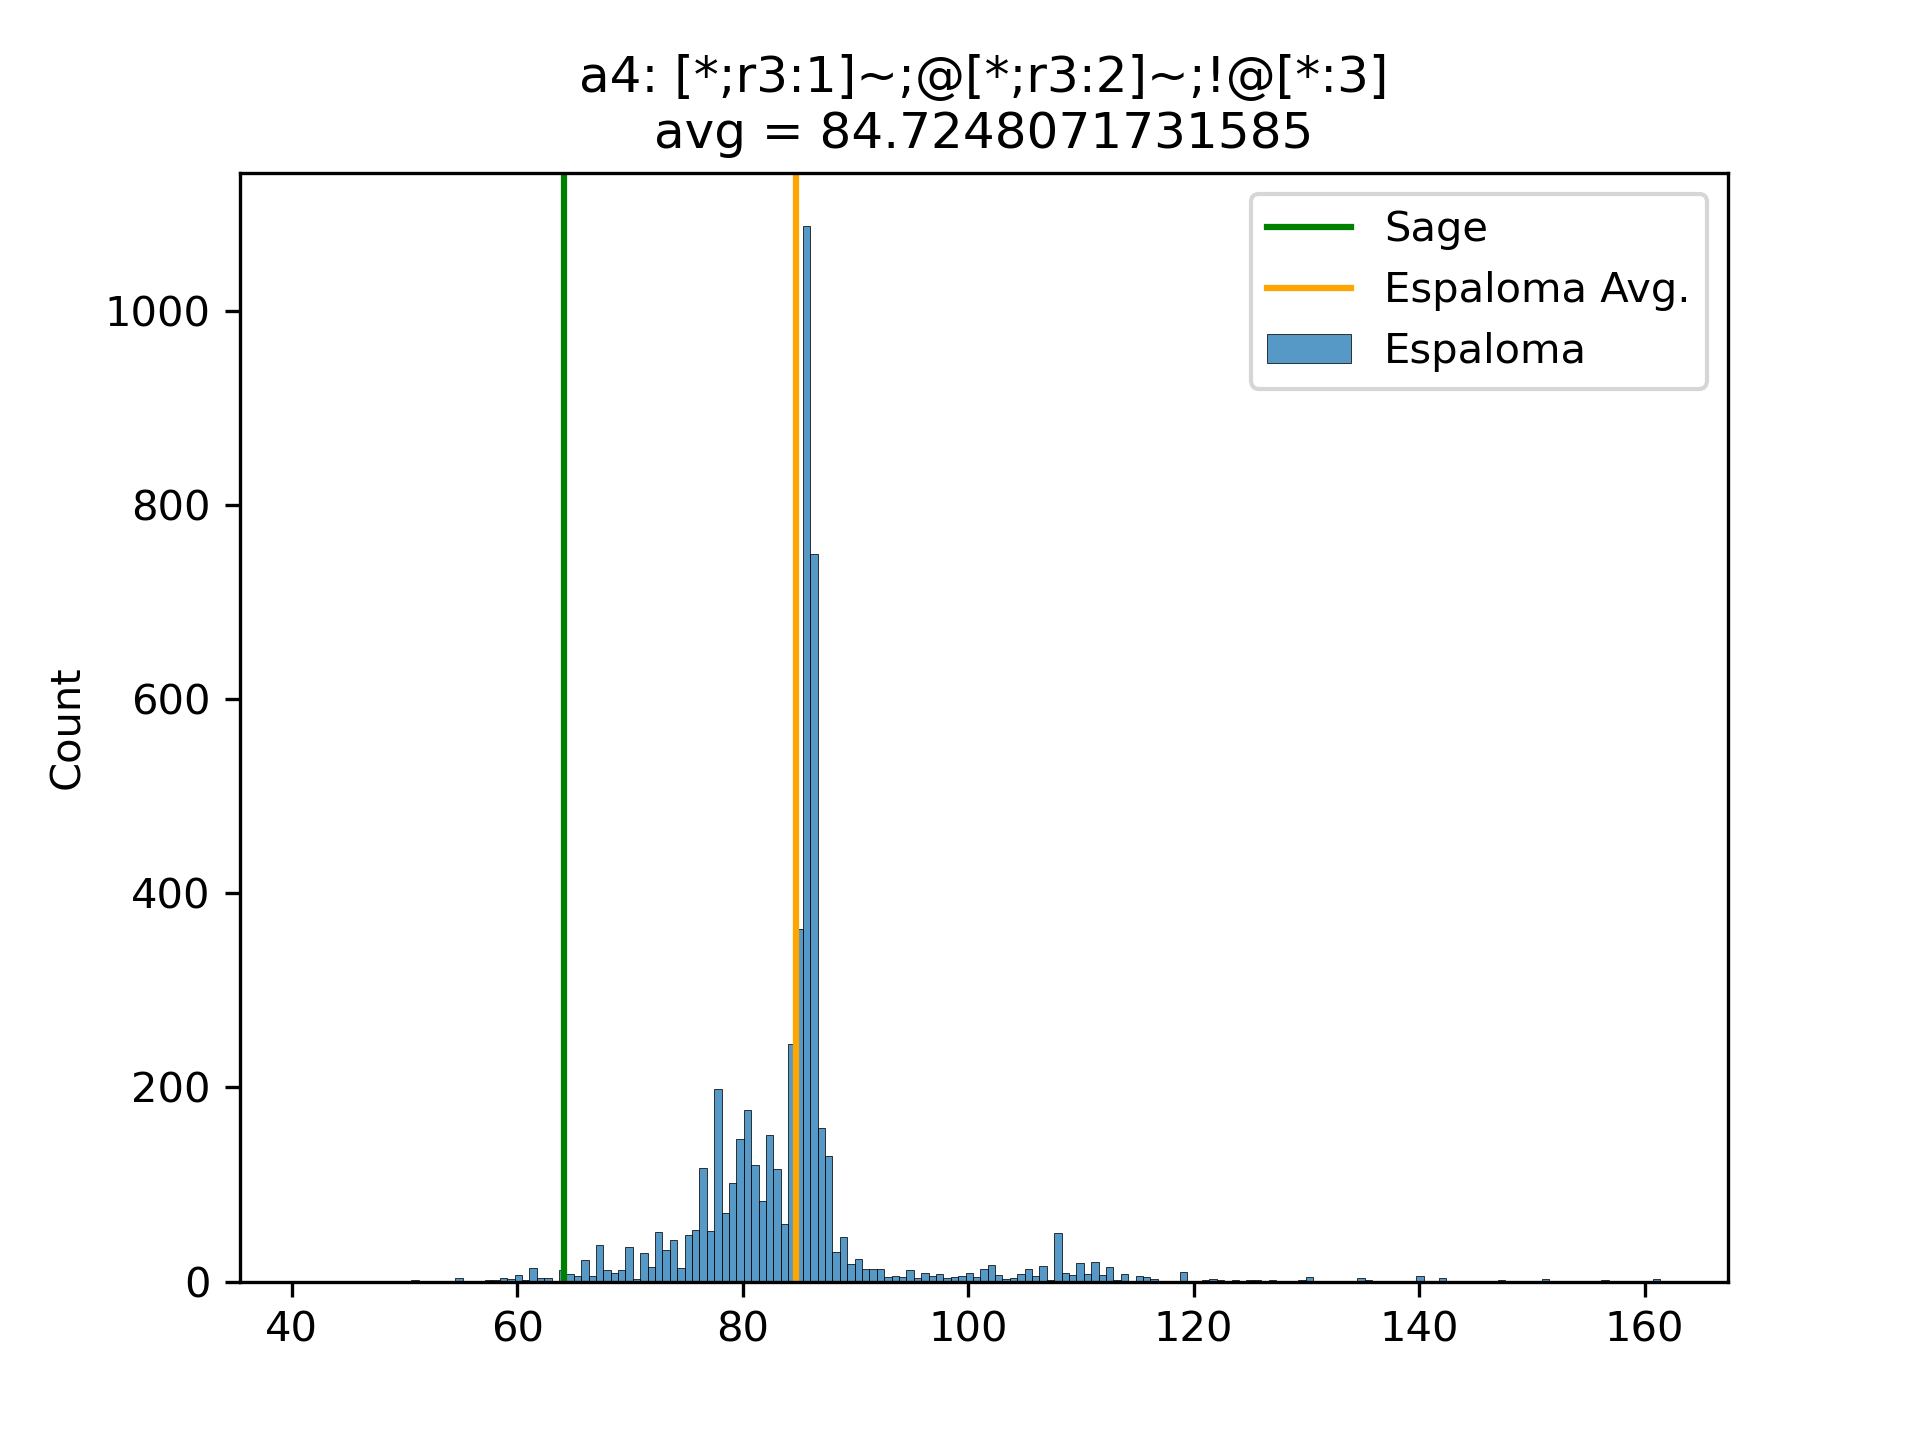 a4: [*;r3:1]~;@[*;r3:2]~;!@[*:3]
avg = 84.7248071731585
Sage
Espaloma Avg.
Espaloma
1000
800
600
400
200
0
Count
40 60 80 100 120 140 160